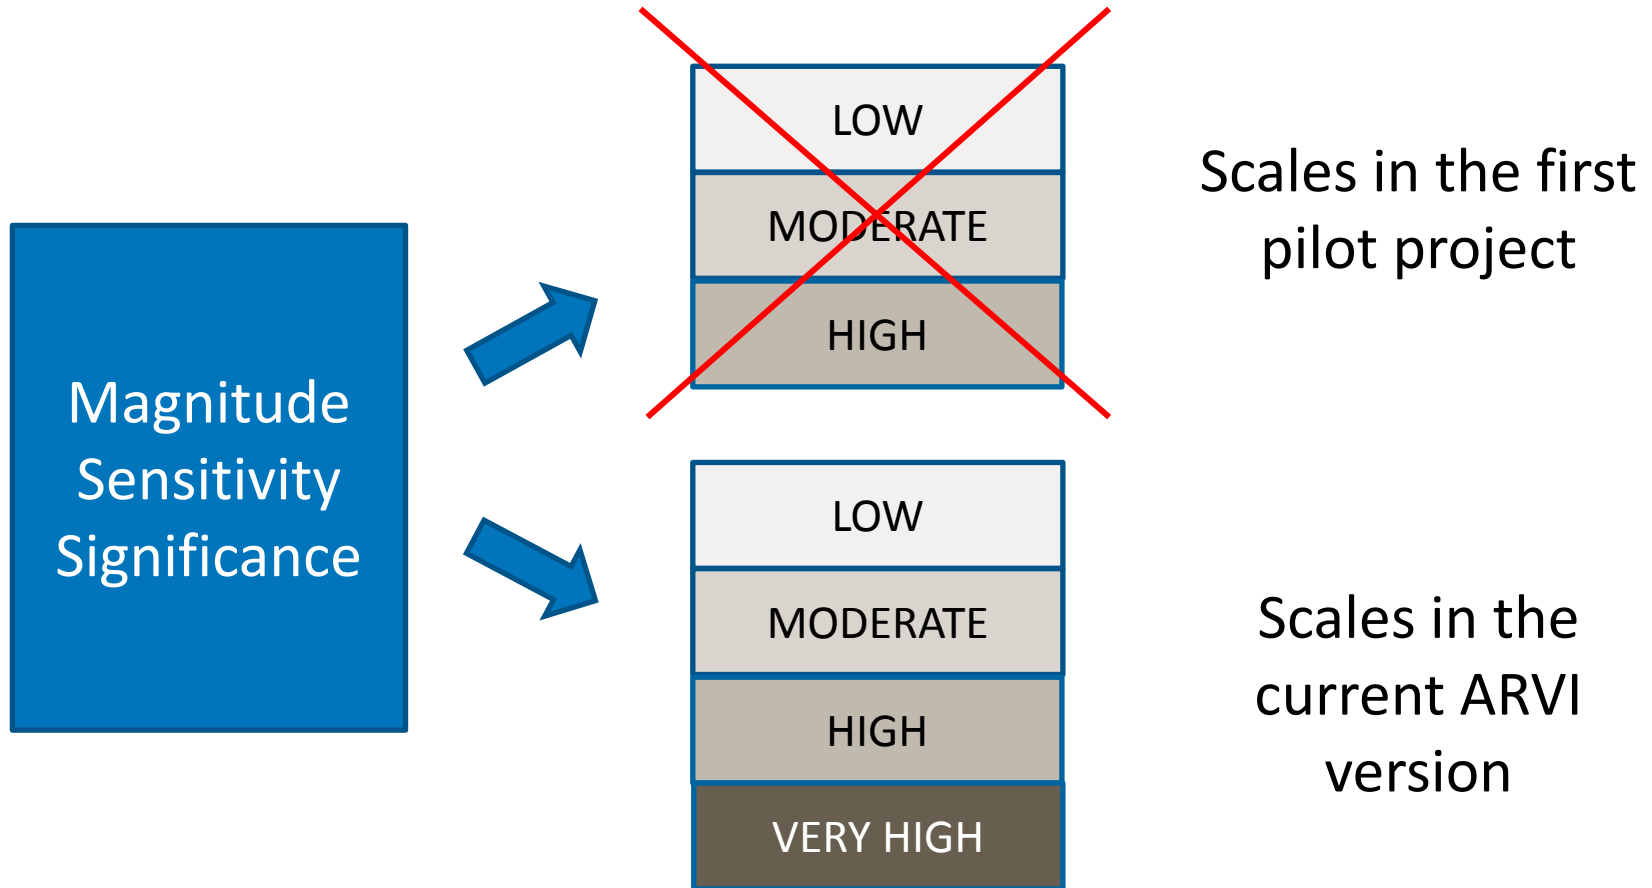 Magnitude
Sensitivity
Significance
LOW
MODERATE
HIGH
Scales in the first
pilot project
LOW
MODERATE
HIGH
VERY HIGH
Scales in the
current ARVI
version